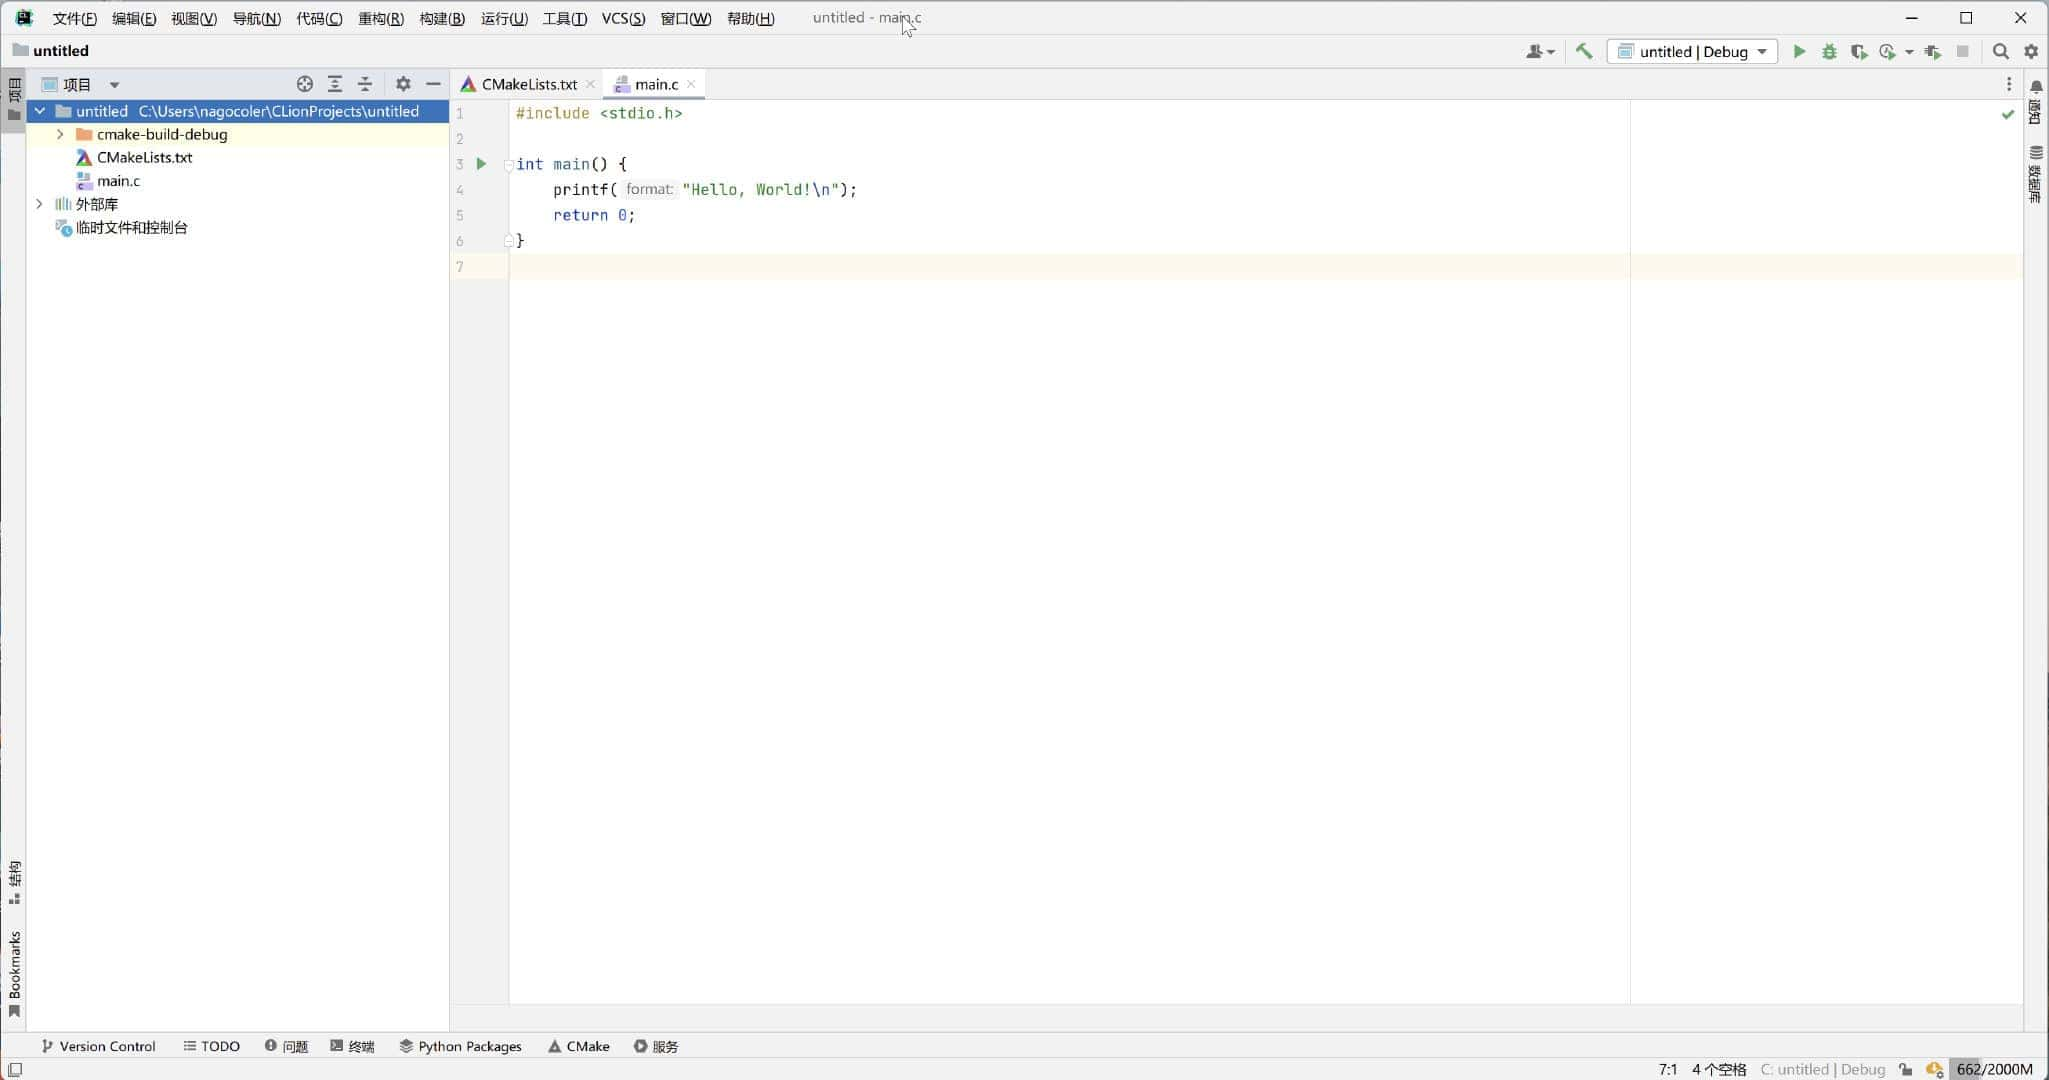 文件(F) 编辑(E) 视图(V) 导航(N) 代码(C) 重构(R) 构建(B) 运行(U) 工具(T) VCS(S) 窗口(W) 帮助(H) untitled - main.c
untitled
untitled | Debug
项目
项目
CMakeLists.txt
main.c
untitled C:\Users\nagocoler\CLionProjects\untitled
cmake-build-debug
CMakeLists.txt
main.c
外部库
临时文件和控制台
1 #include <stdio.h>
2
3 int main() {
4 printf( format: "Hello, World!\n");
5 return 0;
6 }
7
通知
数据库
结构
Bookmarks
Version Control TODO 问题 终端 Python Packages CMake 服务
7:1 4 个空格 C: untitled | Debug 662/2000M